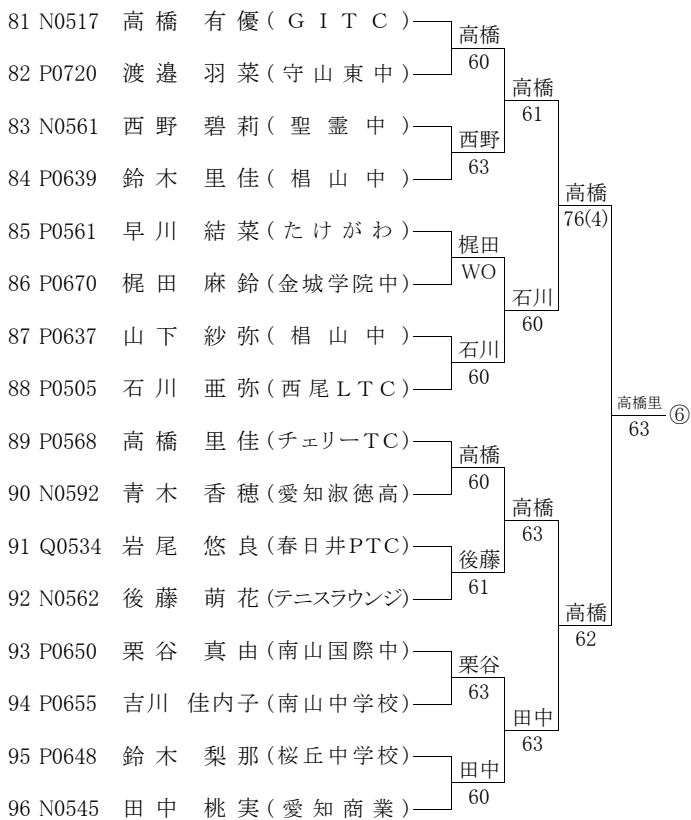 81 N0517 高橋 有優(GITC)
高橋
60
82 P0720 渡邉 羽菜(守山東中)
高橋
61
83 N0561 西野 碧莉(聖霊中)
西野
63
84 P0639 鈴木 里佳(椙山中)
高橋
76(4)
85 P0561 早川 結菜(たけがわ)
梶田
WO
86 P0670 梶田 麻鈴(金城学院中)
石川
60
87 P0637 山下 紗弥(椙山中)
石川
60
88 P0505 石川 亜弥(西尾LTC)
高橋里
63
⑥
89 P0568 高橋 里佳(チェリーTC)
高橋
60
90 N0592 青木 香穂(愛知淑徳高)
高橋
63
91 Q0534 岩尾 悠良(春日井PTC)
後藤
61
92 N0562 後藤 萌花(テニスラウンジ)
高橋
62
93 P0650 栗谷 真由(南山国際中)
栗谷
63
94 P0655 吉川 佳内子(南山中学校)
田中
63
95 P0648 鈴木 梨那(桜丘中学校)
田中
60
96 N0545 田中 桃実(愛知商業)